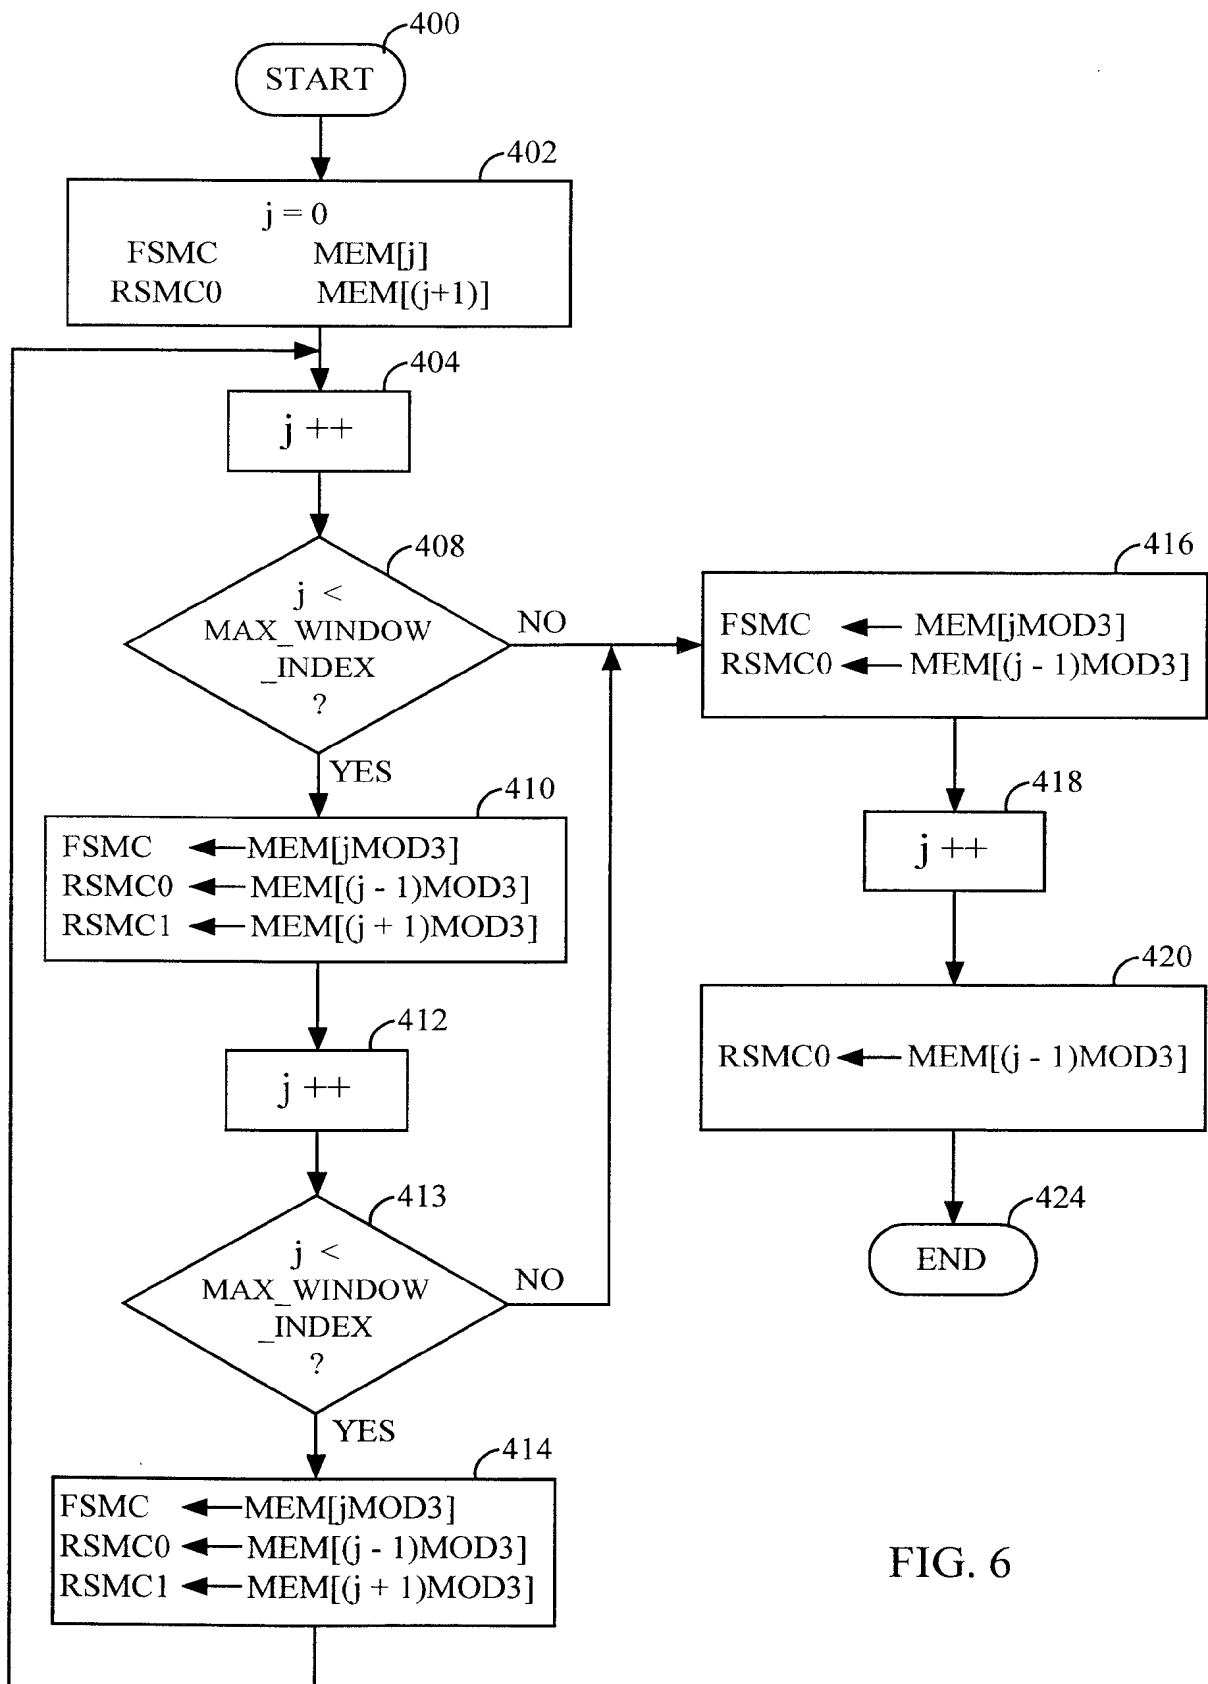 400
START
402
j = 0
FSMC MEM[j]
RSMC0 MEM[(j+1)]
404
j ++
408
j <
MAX_WINDOW
_INDEX
?
NO
YES
410
FSMC ← MEM[jMOD3]
RSMC0 ← MEM[(j - 1)MOD3]
RSMC1 ← MEM[(j + 1)MOD3]
412
j ++
413
j <
MAX_WINDOW
_INDEX
?
NO
YES
414
FSMC ← MEM[jMOD3]
RSMC0 ← MEM[(j - 1)MOD3]
RSMC1 ← MEM[(j + 1)MOD3]
416
FSMC ← MEM[jMOD3]
RSMC0 ← MEM[(j - 1)MOD3]
418
j ++
420
RSMC0 ← MEM[(j - 1)MOD3]
424
END
FIG. 6